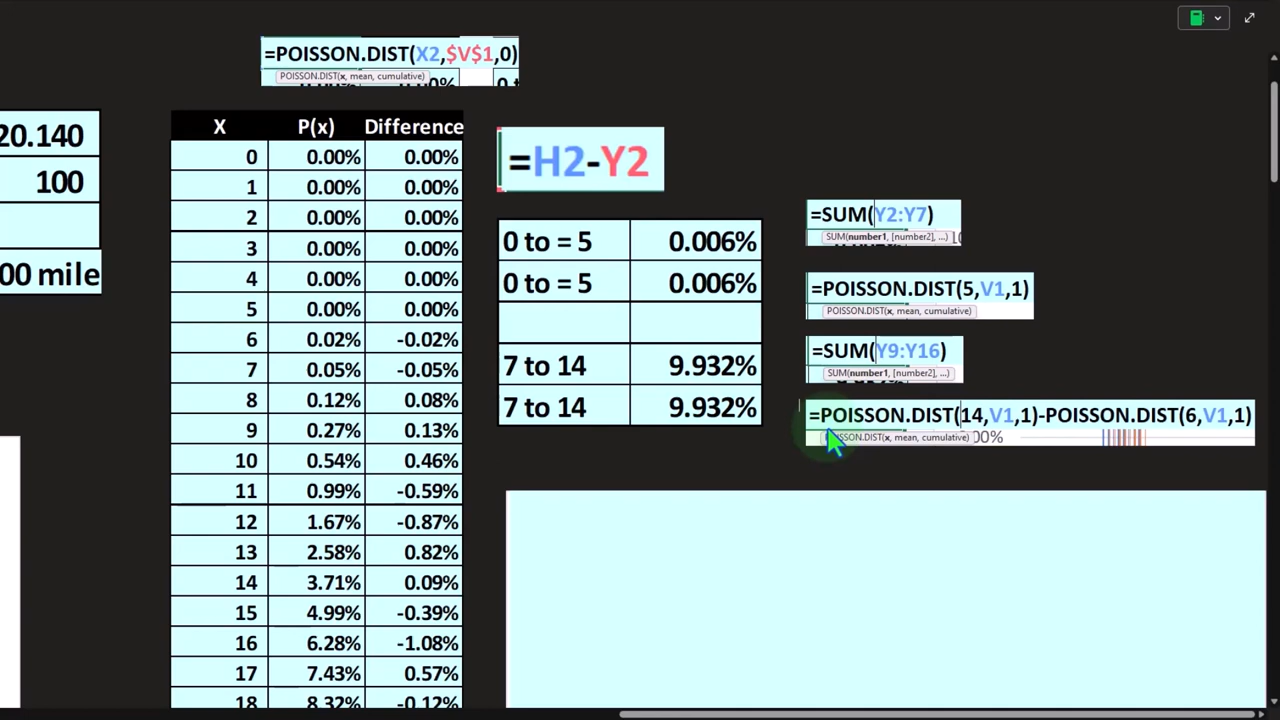 =POISSON.DIST(X2,$V$1,0)
POISSON.DIST(x, mean, cumulative)
20.140
100
00 mile
X P(x) Difference
0 0.00% 0.00%
1 0.00% 0.00%
2 0.00% 0.00%
3 0.00% 0.00%
4 0.00% 0.00%
5 0.00% 0.00%
6 0.02% -0.02%
7 0.05% -0.05%
8 0.12% 0.08%
9 0.27% 0.13%
10 0.54% 0.46%
11 0.99% -0.59%
12 1.67% -0.87%
13 2.58% 0.82%
14 3.71% 0.09%
15 4.99% -0.39%
16 6.28% -1.08%
17 7.43% 0.57%
18 8.32% -0.12%
=H2-Y2
0 to = 5 0.006%
0 to = 5 0.006%
7 to 14 9.932%
7 to 14 9.932%
=SUM(Y2:Y7)
SUM(number1, [number2], ...)
=POISSON.DIST(5,V1,1)
POISSON.DIST(x, mean, cumulative)
=SUM(Y9:Y16)
SUM(number1, [number2], ...)
=POISSON.DIST(14,V1,1)-POISSON.DIST(6,V1,1)
POISSON.DIST(x, mean, cumulative)